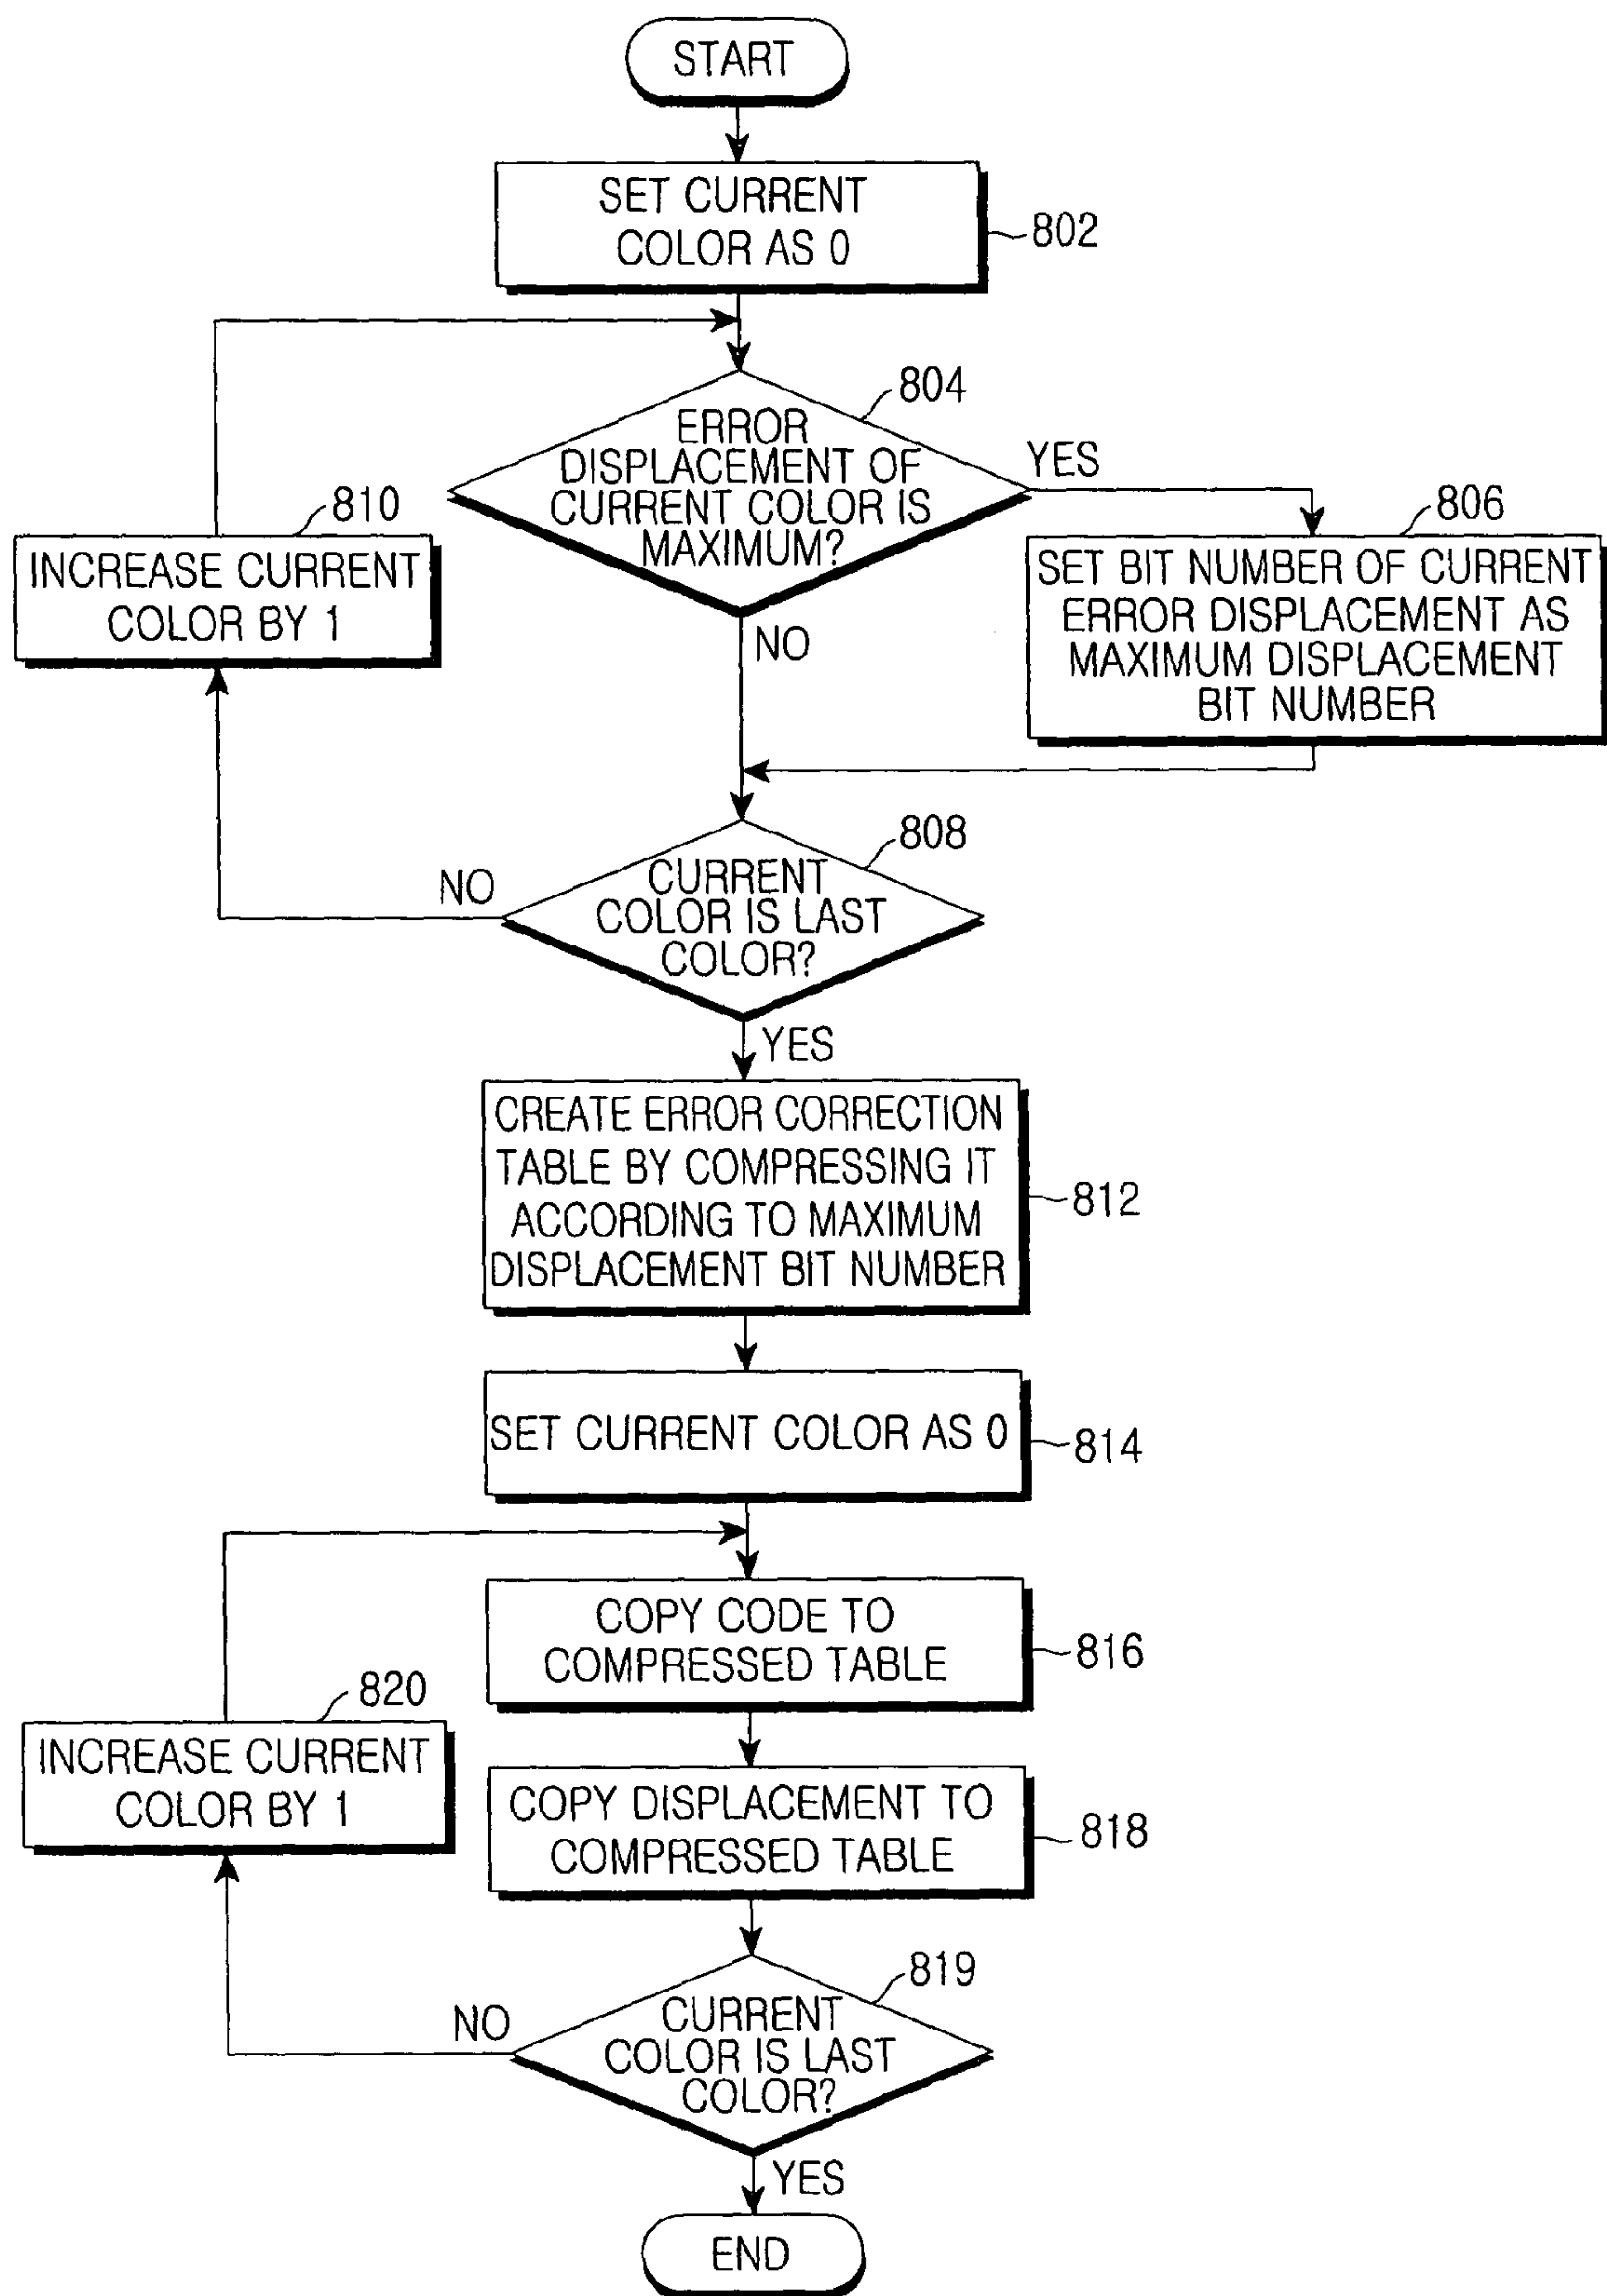 START
SET CURRENT
COLOR AS 0
802
804
ERROR
DISPLACEMENT OF
CURRENT COLOR IS
MAXIMUM?
YES
NO
806
SET BIT NUMBER OF CURRENT
ERROR DISPLACEMENT AS
MAXIMUM DISPLACEMENT
BIT NUMBER
810
INCREASE CURRENT
COLOR BY 1
808
CURRENT
COLOR IS LAST
COLOR?
NO
YES
CREATE ERROR CORRECTION
TABLE BY COMPRESSING IT
ACCORDING TO MAXIMUM
DISPLACEMENT BIT NUMBER
812
SET CURRENT COLOR AS 0
814
COPY CODE TO
COMPRESSED TABLE
816
820
INCREASE CURRENT
COLOR BY 1
COPY DISPLACEMENT TO
COMPRESSED TABLE
818
819
CURRENT
COLOR IS LAST
COLOR?
NO
YES
END